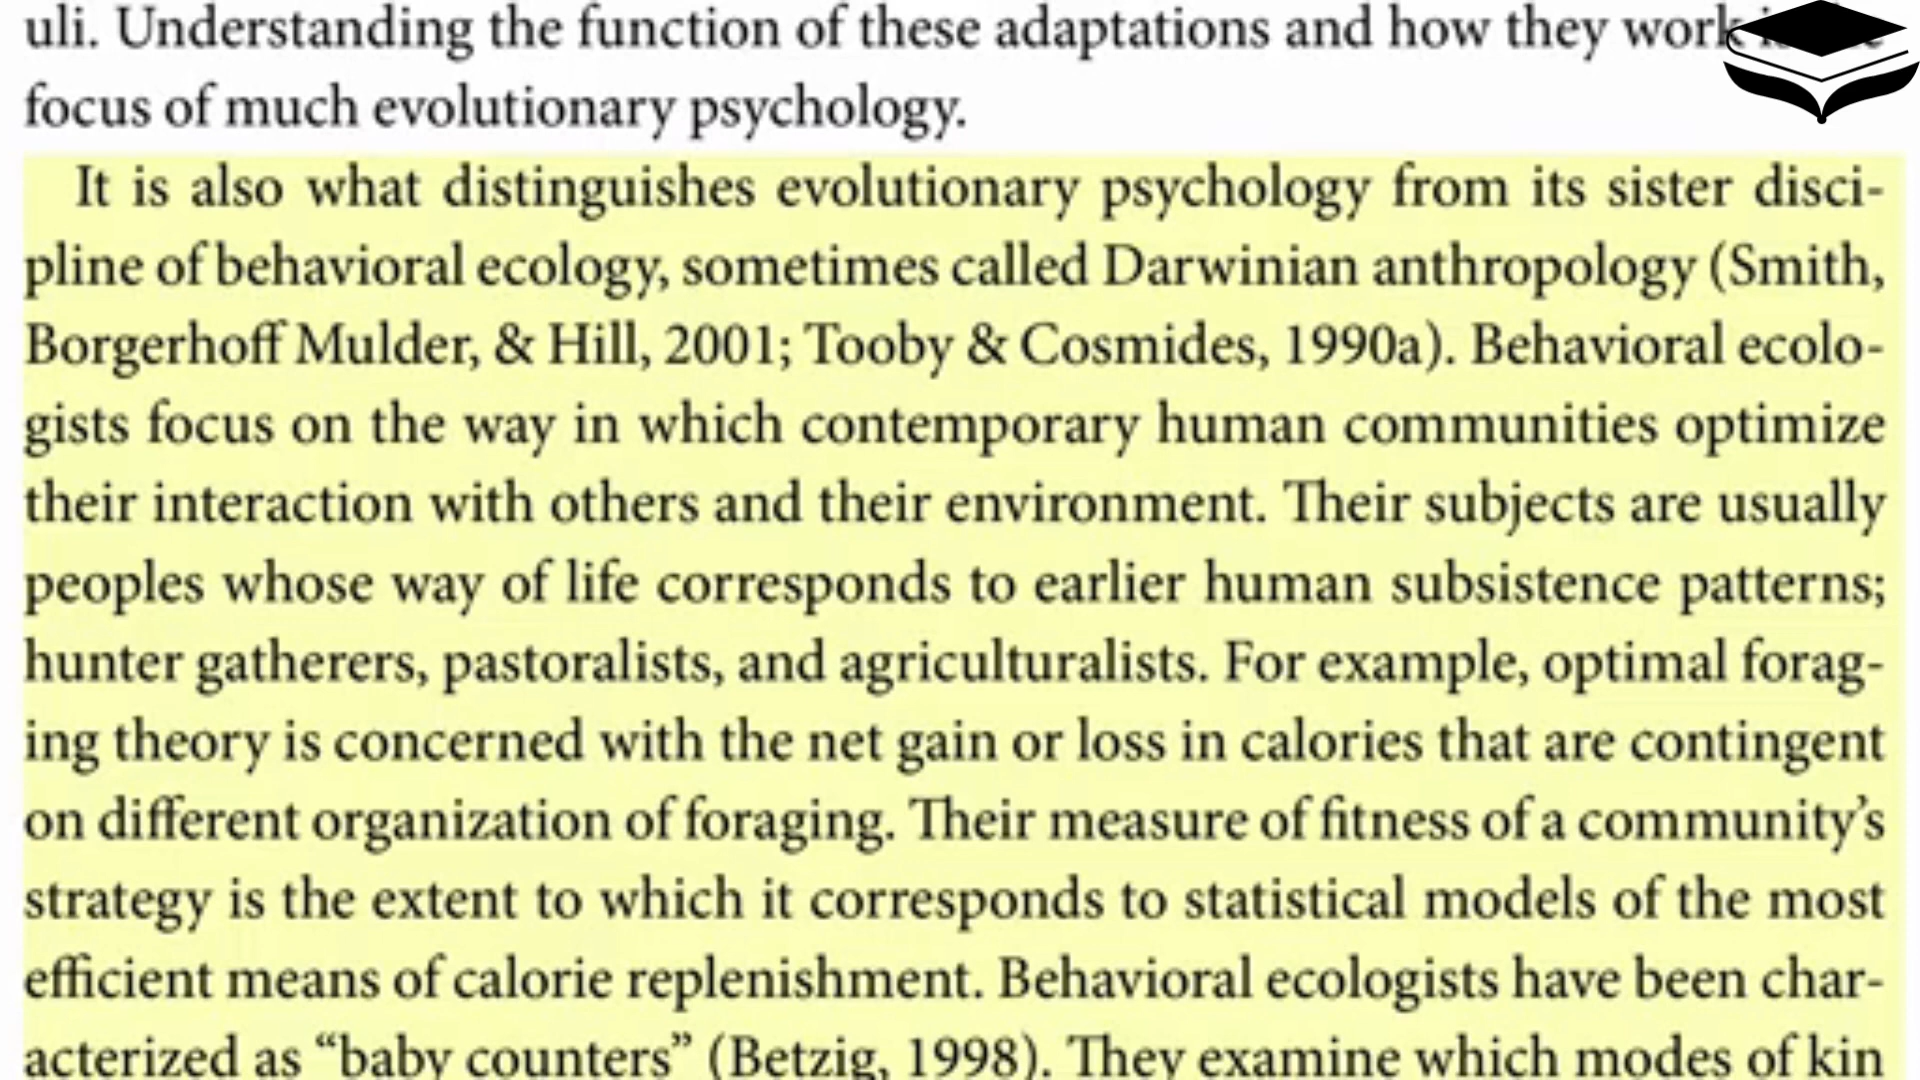 uli. Understanding the function of these adaptations and how they work
focus of much evolutionary psychology.
It is also what distinguishes evolutionary psychology from its sister disci-
pline of behavioral ecology, sometimes called Darwinian anthropology (Smith,
Borgerhoff Mulder, & Hill, 2001; Tooby & Cosmides, 1990a). Behavioral ecolo-
gists focus on the way in which contemporary human communities optimize
their interaction with others and their environment. Their subjects are usually
peoples whose way of life corresponds to earlier human subsistence patterns;
hunter gatherers, pastoralists, and agriculturalists. For example, optimal forag-
ing theory is concerned with the net gain or loss in calories that are contingent
on different organization of foraging. Their measure of fitness of a community’s
strategy is the extent to which it corresponds to statistical models of the most
efficient means of calorie replenishment. Behavioral ecologists have been char-
acterized as “baby counters” (Betzig, 1998). They examine which modes of kin